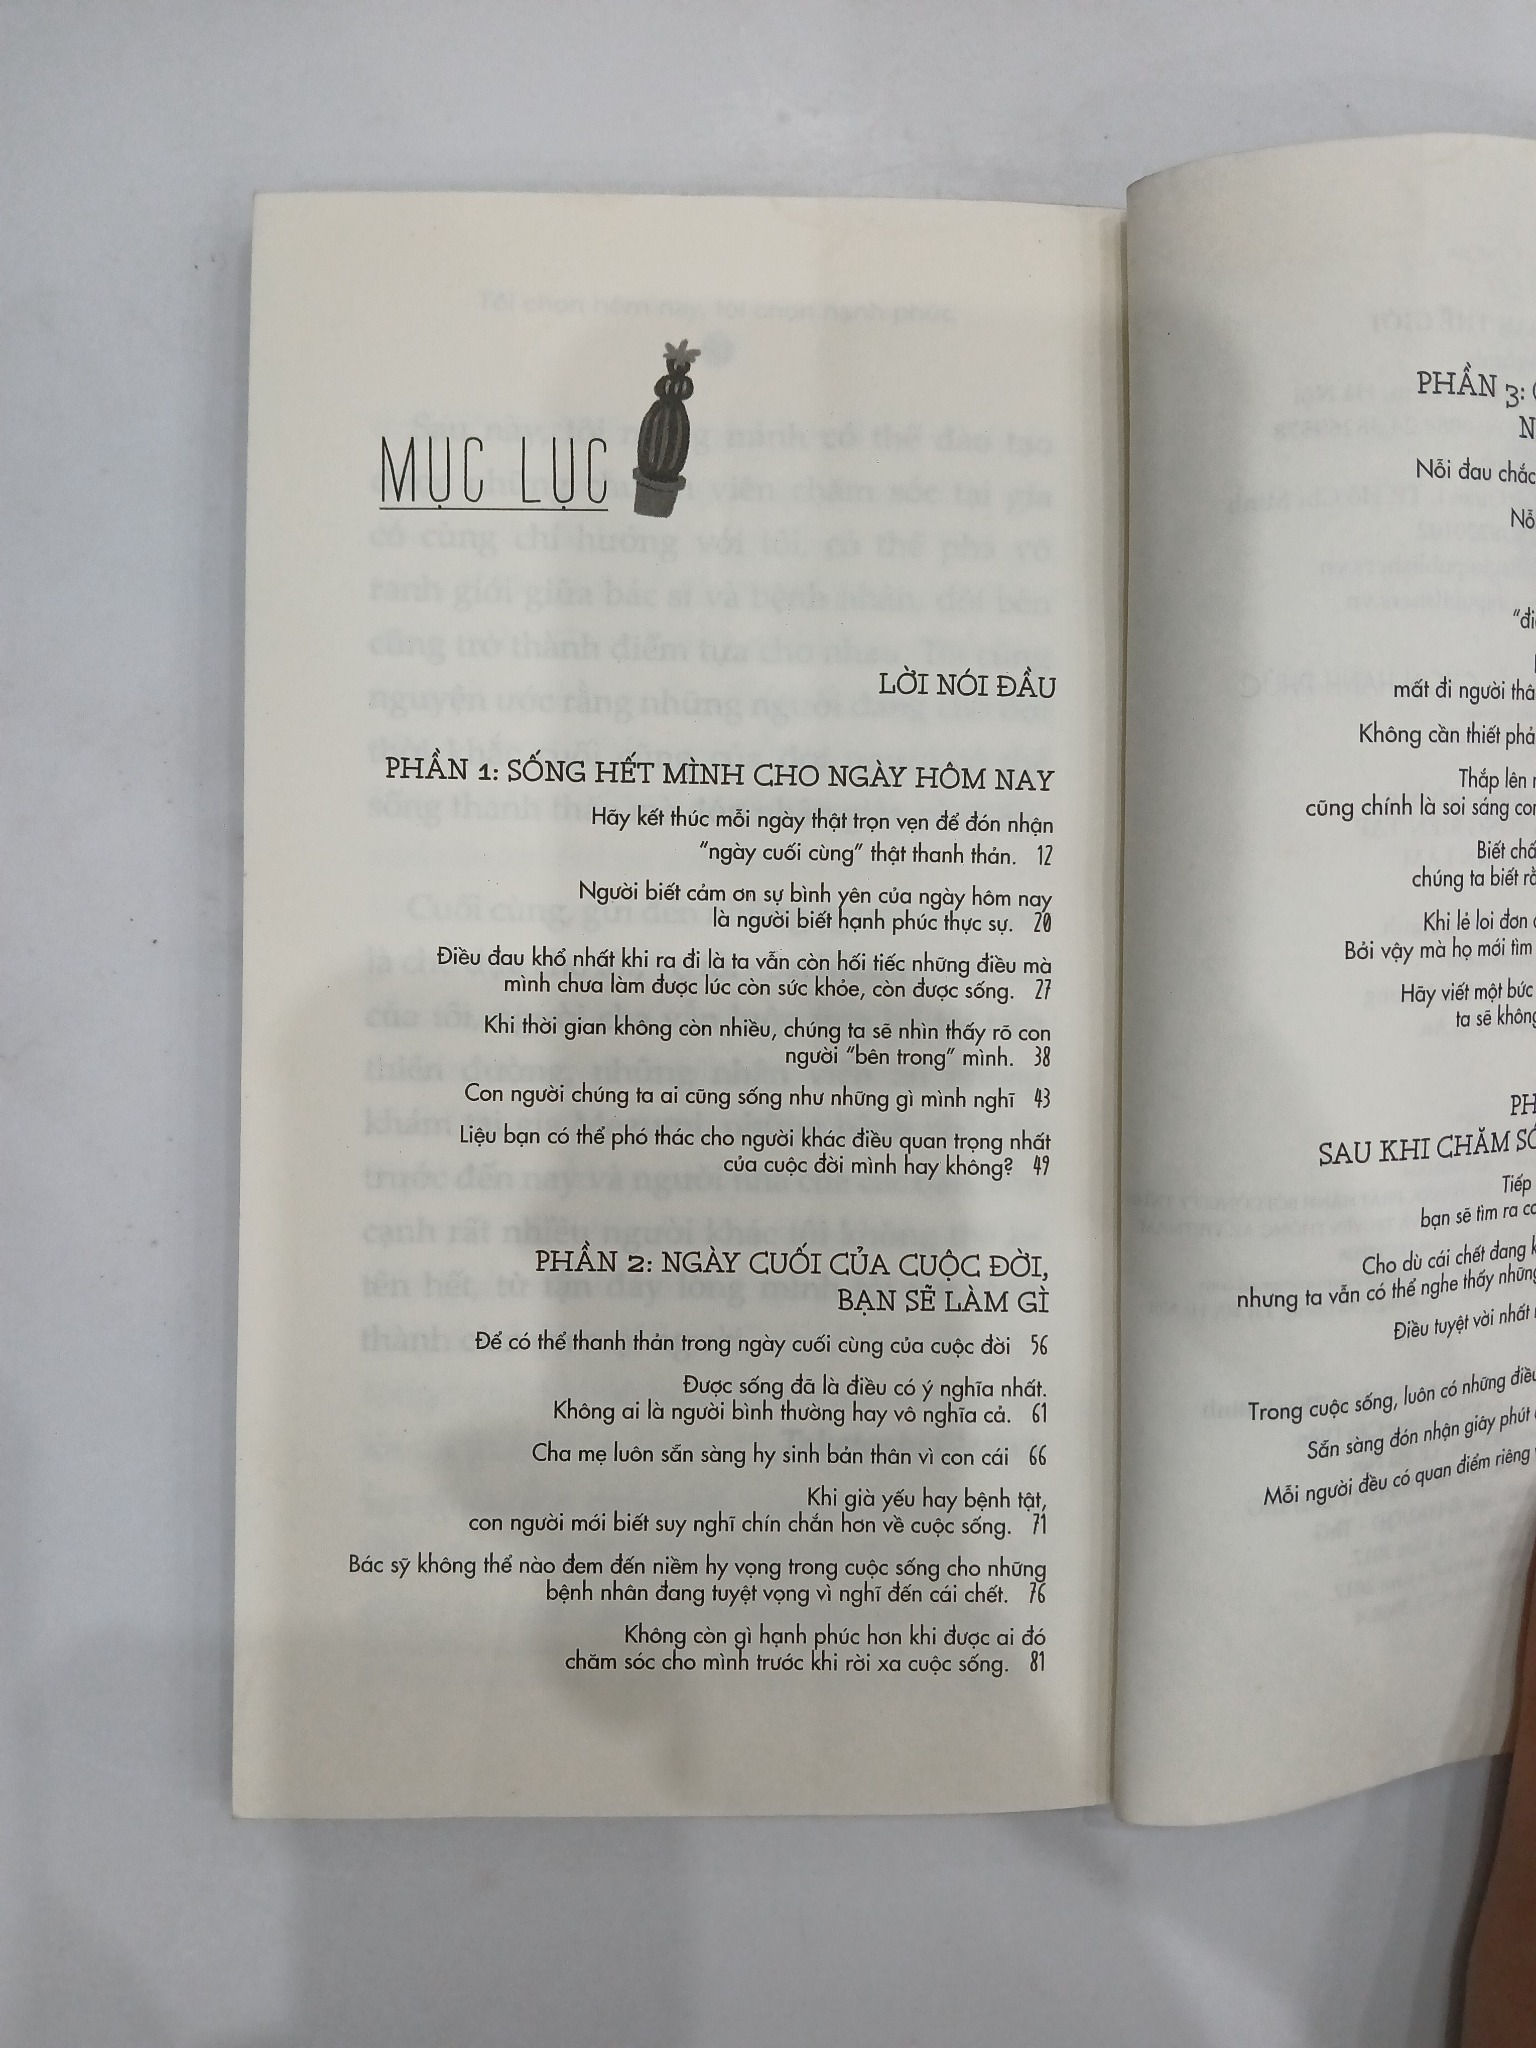 MỤC LỤC
LỜI NÓI ĐẦU
PHẦN 1: SỐNG HẾT MÌNH CHO NGÀY HÔM NAY
Hãy kết thúc mỗi ngày thật trọn vẹn để đón nhận
"ngày cuối cùng" thật thanh thản. 12
Người biết cảm ơn sự bình yên của ngày hôm nay
là người biết hạnh phúc thực sự. 20
Điều đau khổ nhất khi ra đi là ta vẫn còn hối tiếc những điều mà
mình chưa làm được lúc còn sức khỏe, còn được sống. 27
Khi thời gian không còn nhiều, chúng ta sẽ nhìn thấy rõ con
người "bên trong" mình. 38
Con người chúng ta ai cũng sống như những gì mình nghĩ 43
Liệu bạn có thể phó thác cho người khác điều quan trọng nhất
của cuộc đời mình hay không? 49
PHẦN 2: NGÀY CUỐI CỦA CUỘC ĐỜI,
BẠN SẼ LÀM GÌ
Để có thể thanh thản trong ngày cuối cùng của cuộc đời 56
Được sống đã là điều có ý nghĩa nhất.
Không ai là người bình thường hay vô nghĩa cả. 61
Cha mẹ luôn sẵn sàng hy sinh bản thân vì con cái 66
Khi già yếu hay bệnh tật,
con người mới biết suy nghĩ chín chắn hơn về cuộc sống. 71
Bác sỹ không thể nào đem đến niềm hy vọng trong cuộc sống cho những
bệnh nhân đang tuyệt vọng vì nghĩ đến cái chết. 76
Không còn gì hạnh phúc hơn khi được ai đó
chăm sóc cho mình trước khi rời xa cuộc sống. 81
PHẦN 3:
Nỗi đau chắc
mất đi người
Không cần thiết
Thắp lên
cũng chính là soi sáng
Biết
chúng ta biết
Khi lẻ loi đơn
Bởi vậy mà họ mới tìm
Hãy viết một bức
ta sẽ
SAU KHI CHĂM
Tiếp
bạn sẽ tìm ra
Cho dù cái chết đang
nhưng ta vẫn có thể nghe thấy những
Điều tuyệt vời nhất
Trong cuộc sống, luôn có những điều
Sẵn sàng đón nhận giây phút
Mỗi người đều có quan điểm riêng